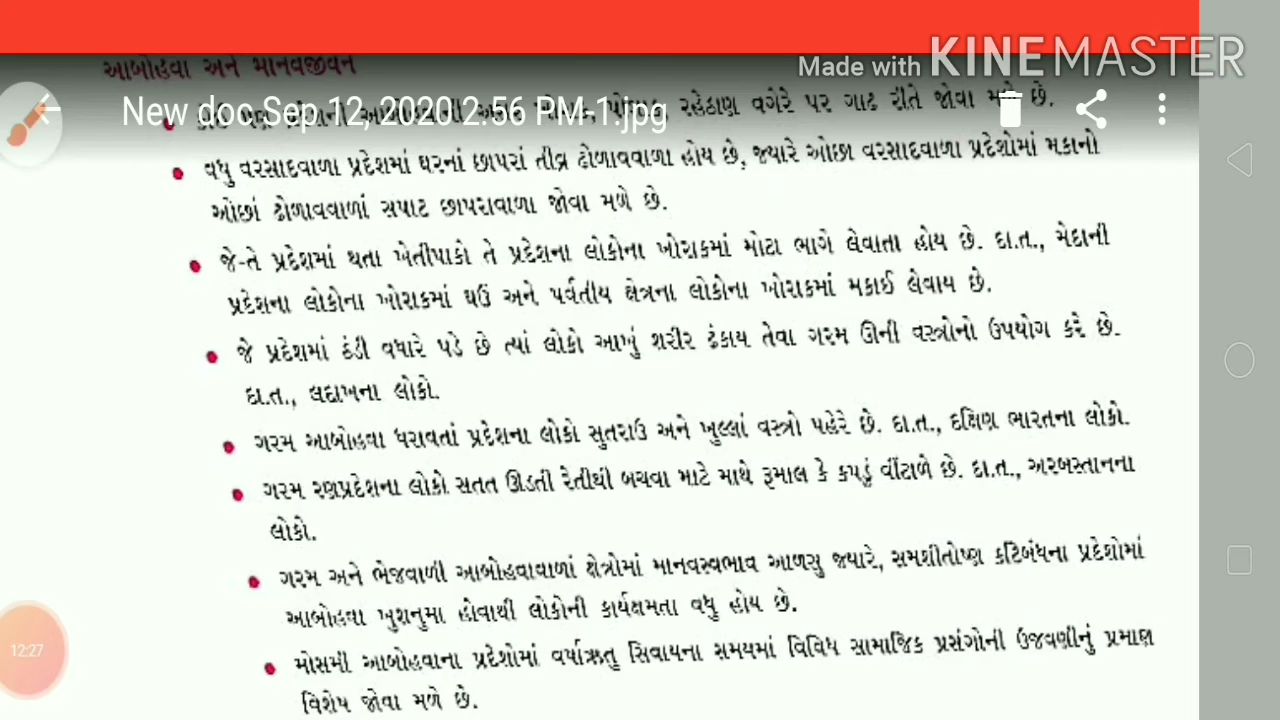 Made with KINEMASTER
આબોહવા અને માનવજીવન
New doc Sep 12, 2020 2.56 PM-1.jpg
રહેઠાણ વગેરે પર ગાઢ રીતે જોવા મળે છે.
વધુ વરસાદવાળા પ્રદેશમાં ઘરનાં છાપરાં તીવ્ર ઢોળાવવાળા હોય છે, જ્યારે ઓછા વરસાદવાળા પ્રદેશોમાં મકાનો
ઓછાં ઢોળાવવાળાં સપાટ છાપરાવાળા જોવા મળે છે.
જે-તે પ્રદેશમાં થતા ખેતીપાકો તે પ્રદેશના લોકોના ખોરાકમાં મોટા ભાગે લેવાતા હોય છે. દા.ત., મેદાની
પ્રદેશના લોકોના ખોરાકમાં ઘઉં અને પર્વતીય ક્ષેત્રના લોકોના ખોરાકમાં મકાઈ લેવાય છે.
જે પ્રદેશમાં ઠંડી વધારે પડે છે ત્યાં લોકો આખું શરીર ઢંકાય તેવા ગરમ ઊની વસ્ત્રોનો ઉપયોગ કરે છે.
દા.ત., લદાખના લોકો.
ગરમ આબોહવા ધરાવતાં પ્રદેશના લોકો સુતરાઉ અને ખુલ્લાં વસ્ત્રો પહેરે છે. દા.ત., દક્ષિણ ભારતના લોકો.
ગરમ રણપ્રદેશના લોકો સતત ઊડતી રેતીથી બચવા માટે માથે રૂમાલ કે કપડું વીંટાળે છે. દા.ત., અરબસ્તાનના
લોકો.
ગરમ અને ભેજવાળી આબોહવાવાળાં ક્ષેત્રોમાં માનવસ્વભાવ આળસુ જ્યારે, સમશીતોષ્ણ કટિબંધના પ્રદેશોમાં
આબોહવા ખુશનુમા હોવાથી લોકોની કાર્યક્ષમતા વધુ હોય છે.
12:27
મોસમી આબોહવાના પ્રદેશોમાં વર્ષાઋતુ સિવાયના સમયમાં વિવિધ સામાજિક પ્રસંગોની ઉજવણીનું પ્રમાણ
વિશેષ જોવા મળે છે.